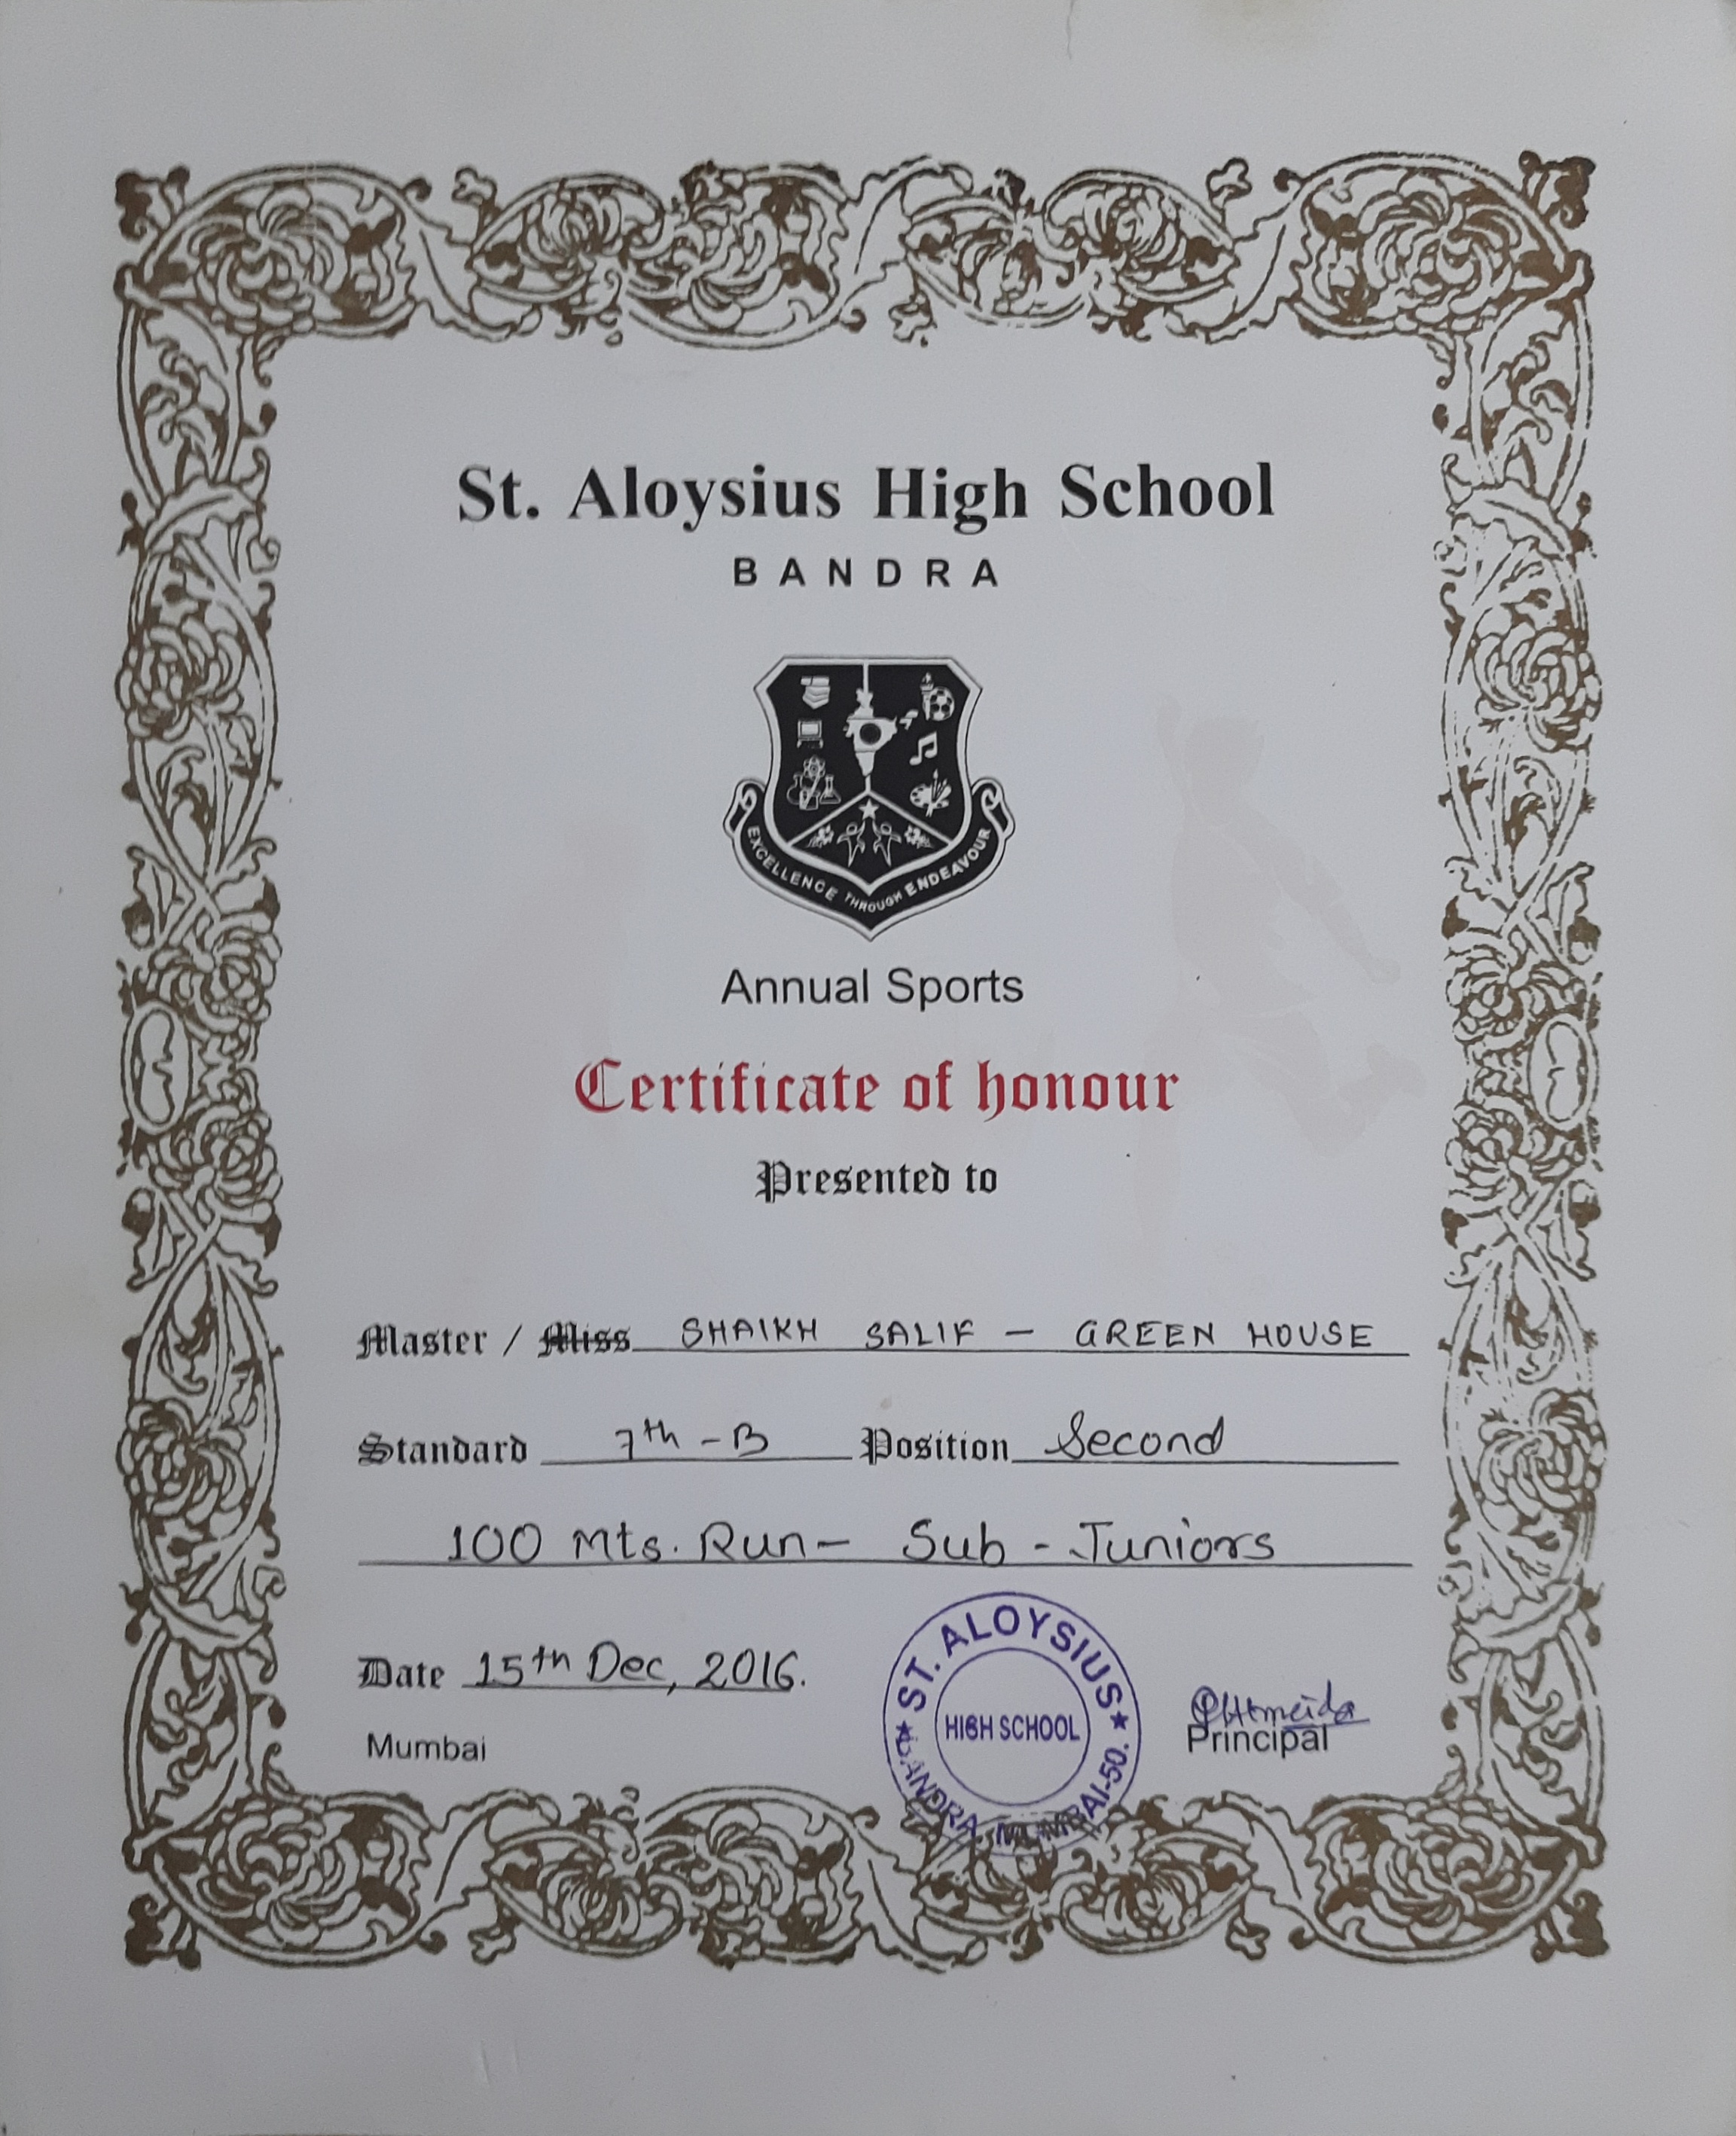 St. Aloysius High School
BANDRA
EXCELLENCE THROUGH ENDEAVOUR
Annual Sports
Certificate of honour
Presented to
Master / Miss SHAIKH SALIF - GREEN HOUSE
Standard 7th - B Position Second
100 Mts. Run - Sub - Juniors
Date 15th Dec, 2016.
Mumbai
ST. ALOYSIUS
HIGH SCHOOL
BANDRA, MUMBAI-50.
Principal